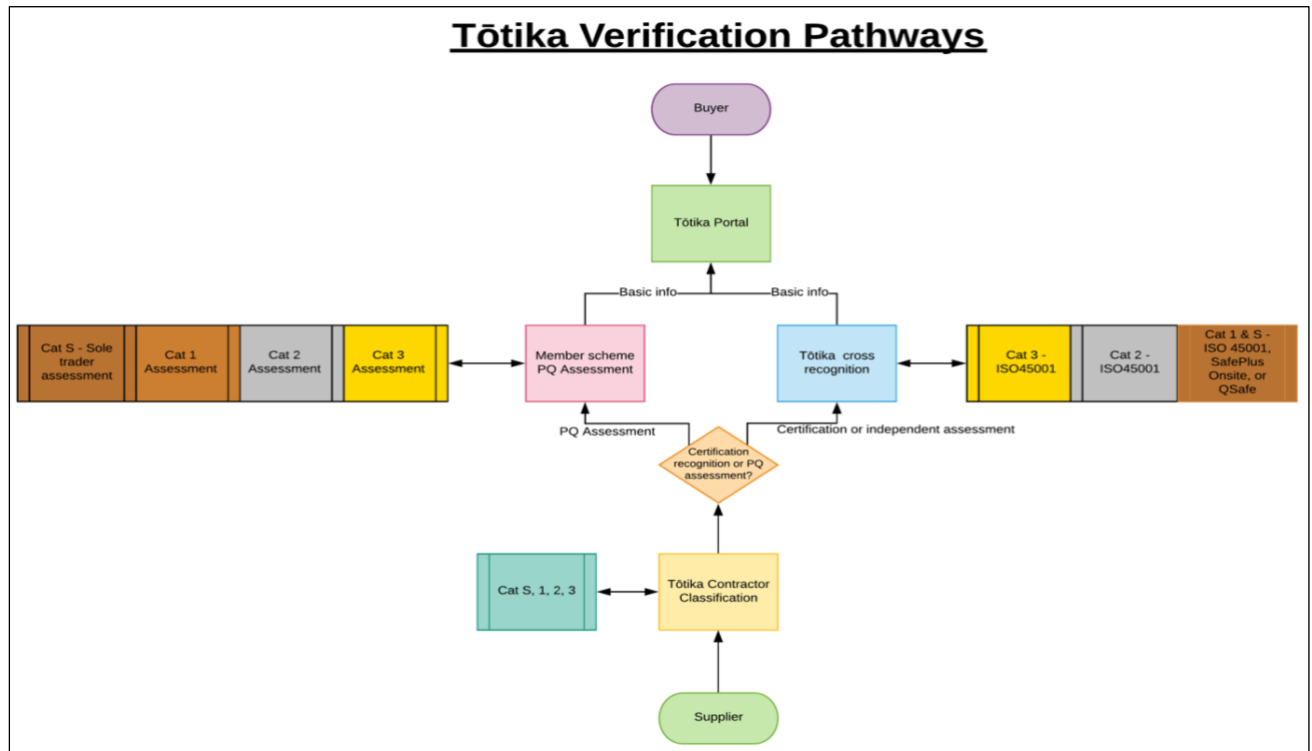 Tōtika Verification Pathways
Buyer
Tōtika Portal
Basic info
Basic info
Cat S - Sole
trader
assessment
Cat 1
Assessment
Cat 2
Assessment
Cat 3
Assessment
Member scheme
PQ Assessment
Tōtika cross
recognition
Cat 3 -
ISO45001
Cat 2 -
ISO45001
Cat 1 & S -
ISO 45001,
SafePlus
Onsite, or
QSafe
PQ Assessment
Certification or independent assessment
Certification
recognition or PQ
assessment?
Cat S, 1, 2, 3
Tōtika Contractor
Classification
Supplier